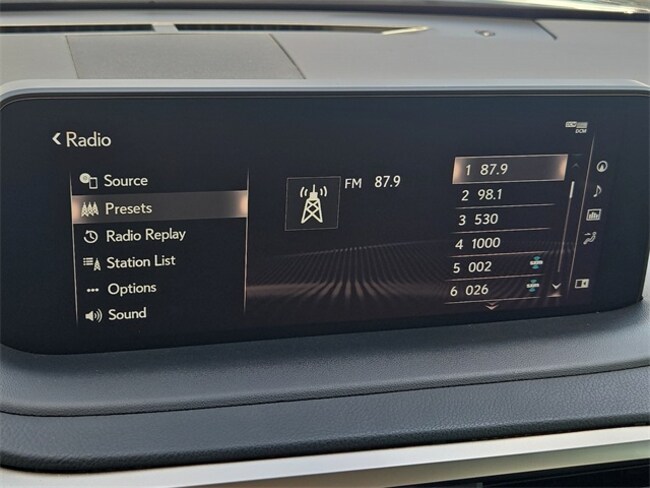 Radio
DCM
Source
Presets
Radio Replay
Station List
Options
Sound
FM 87.9
1 87.9
2 98.1
3 530
4 1000
5 002
6 026